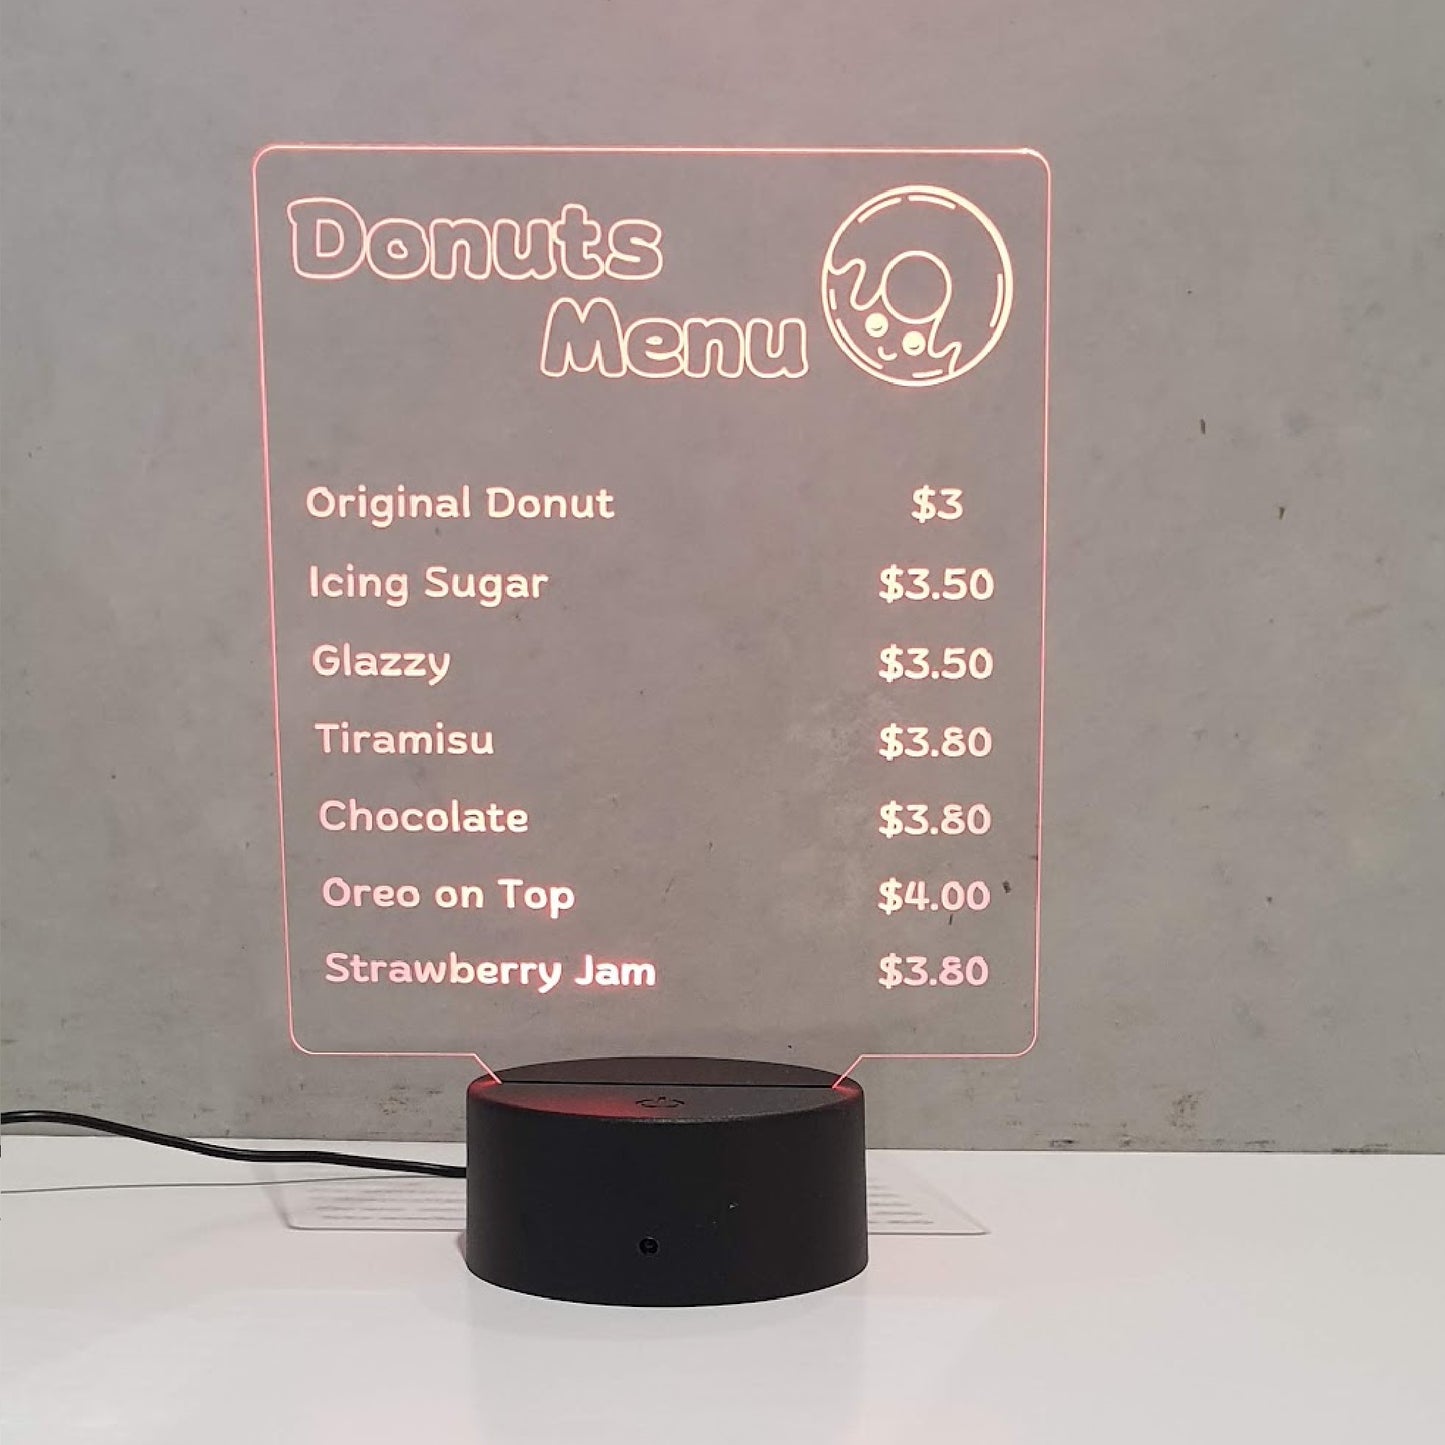 Donuts
Menu
Original Donut $3
Icing Sugar $3.50
Glazzy $3.50
Tiramisu $3.80
Chocolate $3.80
Oreo on Top $4.00
Strawberry Jam $3.80